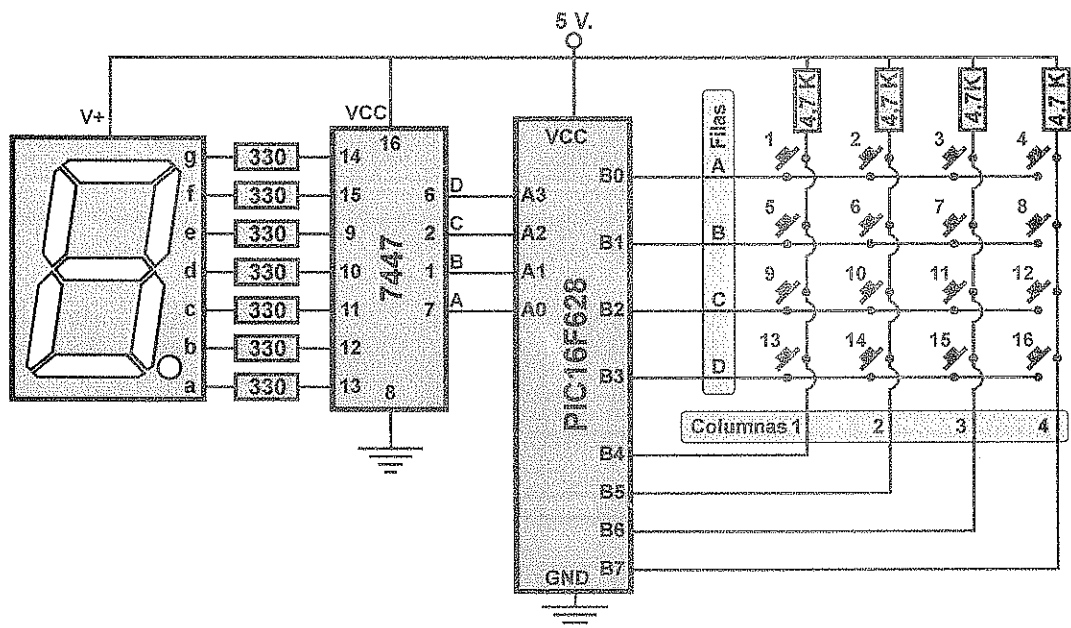 5 V.
V+
VCC
VCC
16
7447
8
g 330 14
f 330 15
e 330 9
d 330 10
c 330 11
b 330 12
a 330 13
6 D A3
2 C A2
1 B A1
7 A A0
PIC16F628
GND
B0
B1
B2
B3
B4
B5
B6
B7
Filas
A
B
C
D
4.7 K 4.7 K 4.7K 4.7 K
1 2 3 4
5 6 7 8
9 10 11 12
13 14 15 16
Columnas 1 2 3 4